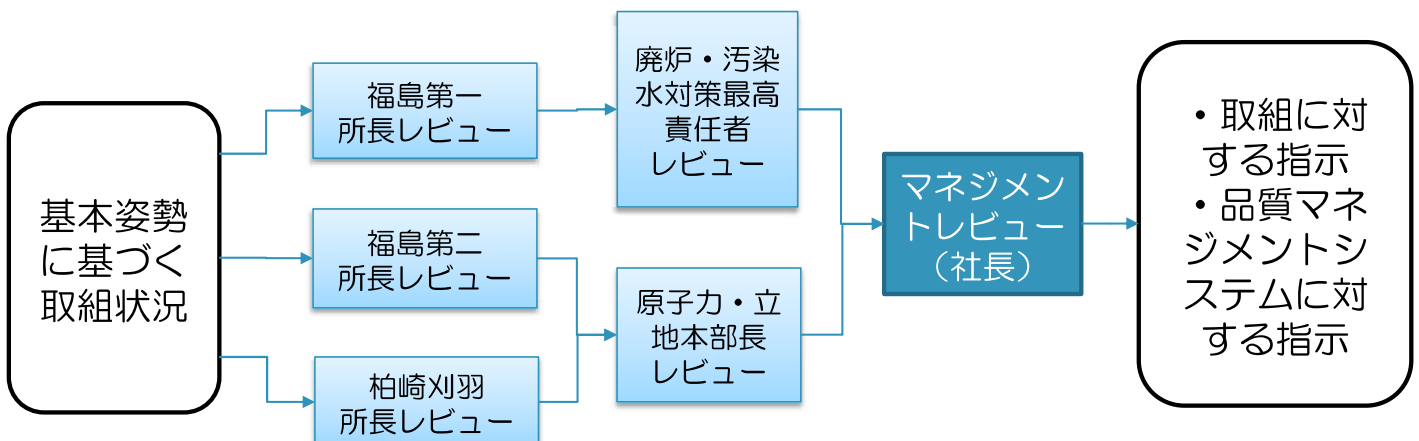 基本姿勢
に基づく
取組状況
福島第一
所長レビュー
福島第二
所長レビュー
柏崎刈羽
所長レビュー
廃炉・汚染
水対策最高
責任者
レビュー
原子力・立
地本部長
レビュー
マネジメン
トレビュー
（社長）
・取組に対
する指示
・品質マネ
ジメントシ
ステムに対
する指示